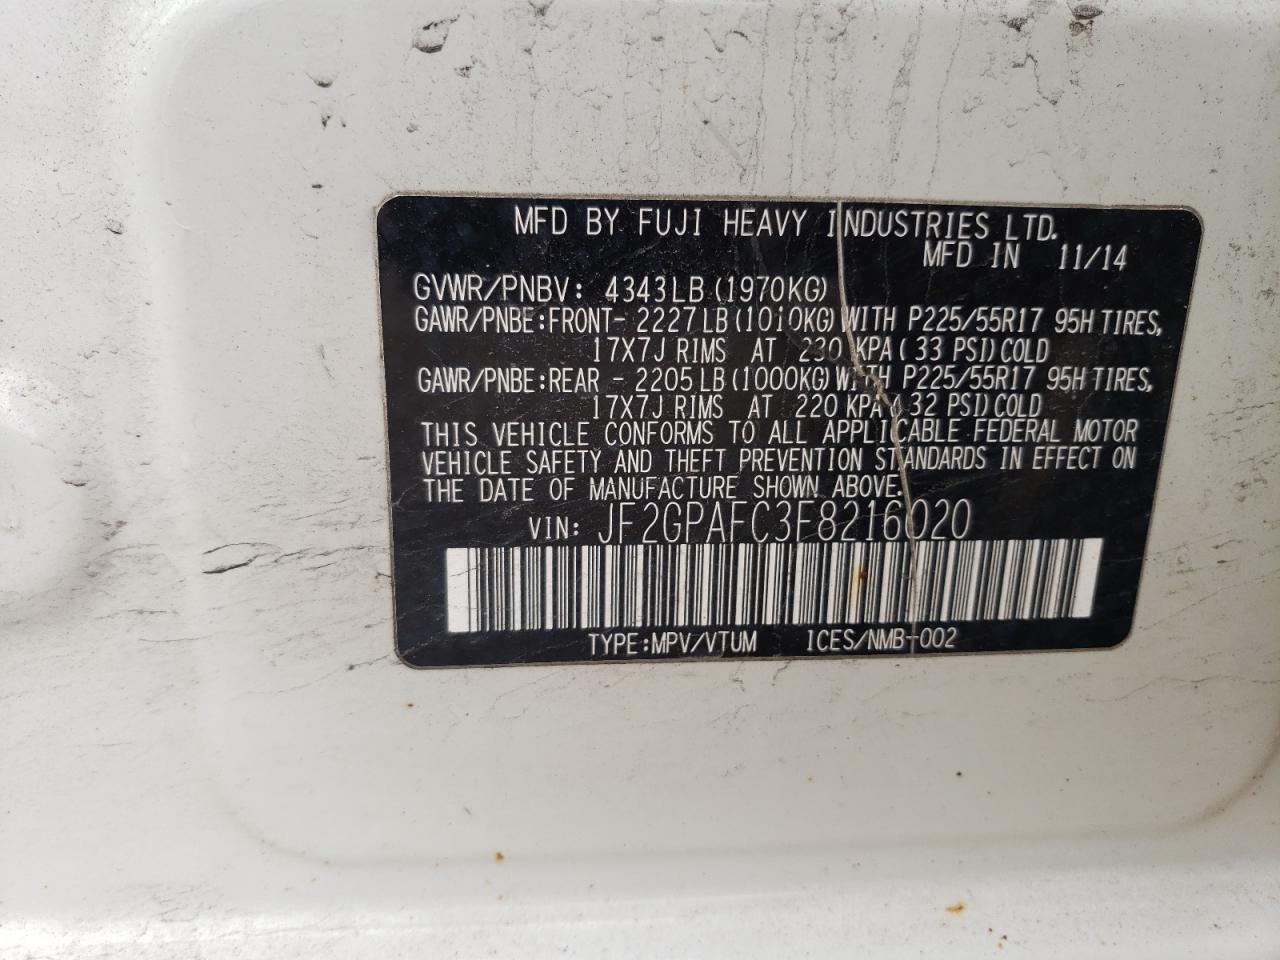 MFD BY FUJI HEAVY INDUSTRIES LTD.
MFD IN 11/14
GVWR/PNBV: 4343LB (1970KG)
GAWR/PNBE:FRONT- 2227LB (1010KG) WITH P225/55R17 95H TIRES,
17X7J RIMS AT 230 KPA ( 33 PSI) COLD
GAWR/PNBE:REAR - 2205LB (1000KG) WITH P225/55R17 95H TIRES,
17X7J RIMS AT 220 KPA ( 32 PSI) COLD
THIS VEHICLE CONFORMS TO ALL APPLICABLE FEDERAL MOTOR
VEHICLE SAFETY AND THEFT PREVENTION STANDARDS IN EFFECT ON
THE DATE OF MANUFACTURE SHOWN ABOVE.
VIN: JF2GPAFC3F8216020
TYPE:MPV/VTUM ICES/NMB-002